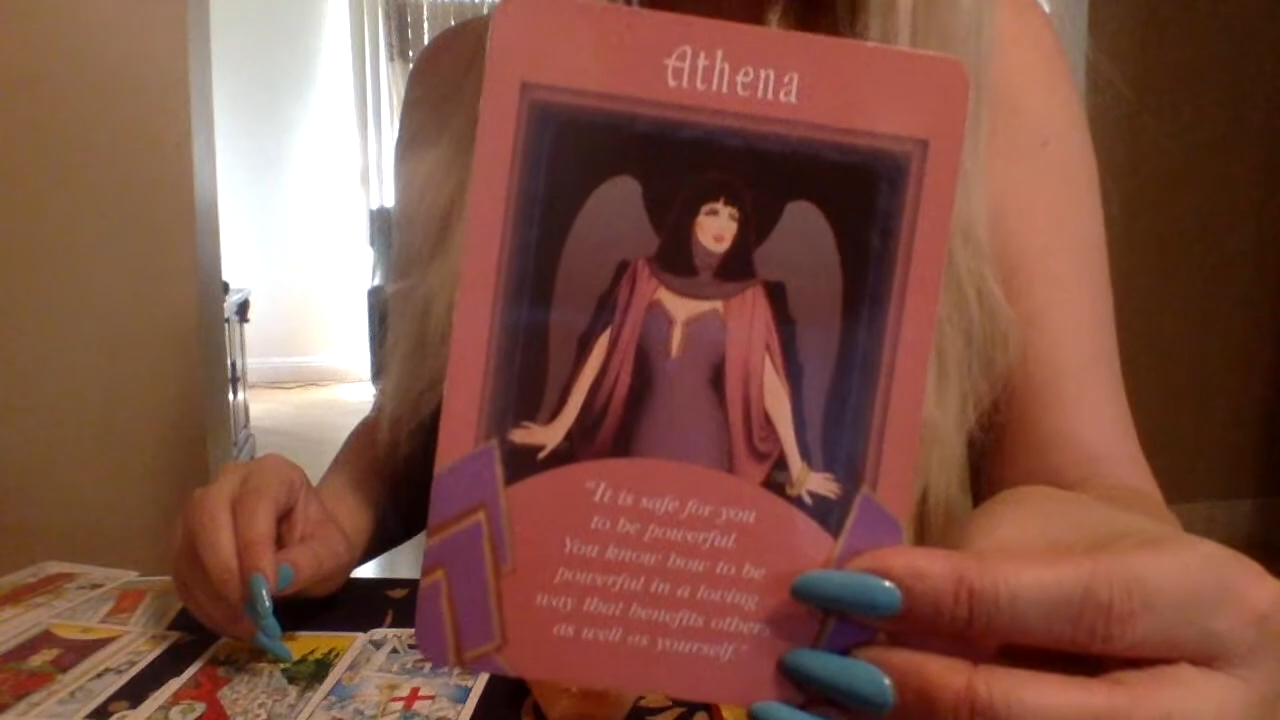 Athena
"It is safe for you
to be powerful.
You know how to be
powerful in a loving
way that benefits others
as well as yourself."